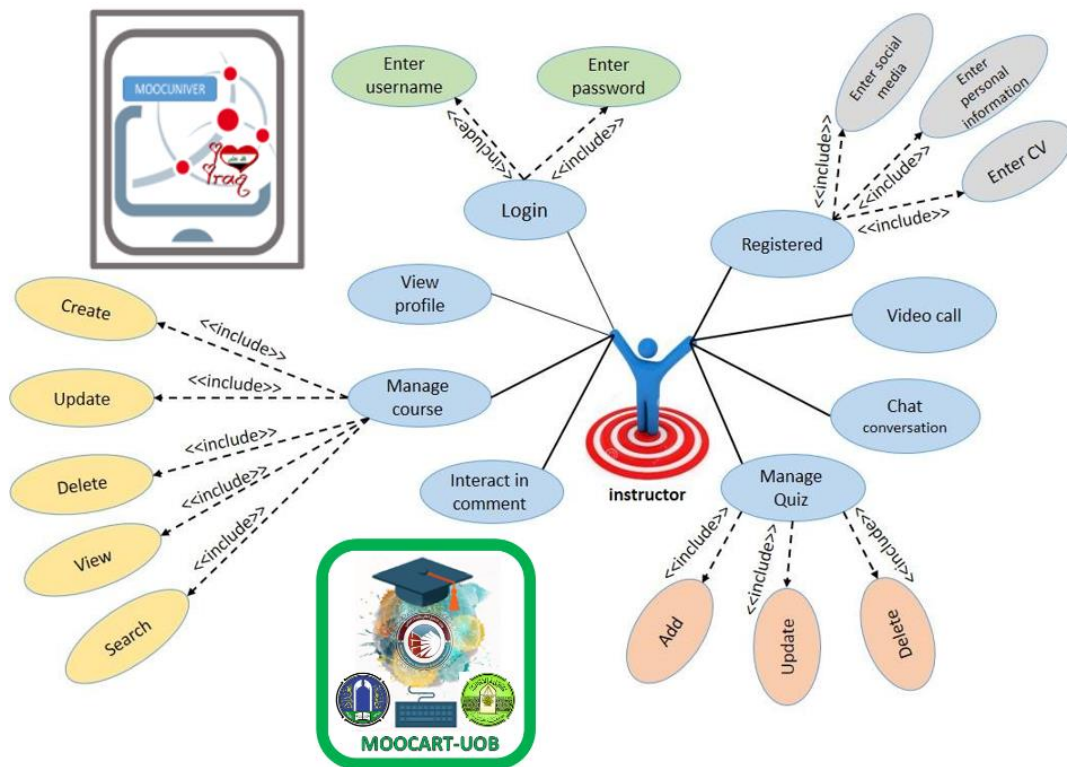 MOOCUNIVER
I
Iraq
Enter
username
Enter
password
<<include>>
<<include>>
Login
Enter social
media
Enter
personal
information
Enter CV
<<include>>
<<include>>
<<include>>
Registered
View
profile
Video call
Create
Update
Delete
View
Search
<<include>>
<<include>>
<<include>>
<<include>>
<<include>>
Manage
course
Interact in
comment
instructor
Chat
conversation
Manage
Quiz
<<include>>
<<include>>
<<include>>
Add
Update
Delete
MOOCART-UOB